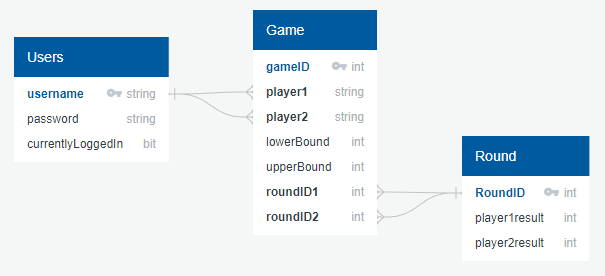 Users
username string
password string
currentlyLoggedIn bit
Game
gameID int
player1 string
player2 string
lowerBound int
upperBound int
roundID1 int
roundID2 int
Round
RoundID int
player1result int
player2result int